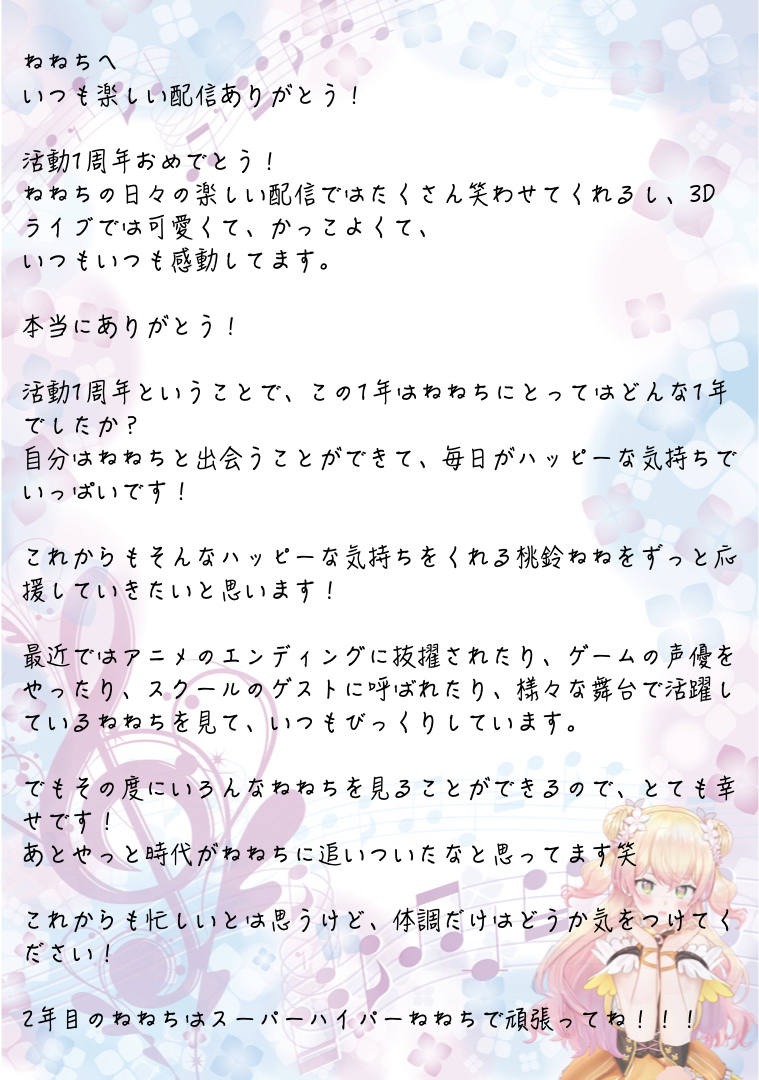 ねねちへ
いつも楽しい配信ありがとう！
活動1周年おめでとう！
ねねちの日々の楽しい配信ではたくさん笑わせてくれるし、3D
ライブでは可愛くて、かっこよくて、
いつもいつも感動してます。
本当にありがとう！
活動1周年ということで、この1年はねねちにとってはどんな1年
でしたか？
自分はねねちと出会うことができて、毎日がハッピーな気持ちで
いっぱいです！
これからもそんなハッピーな気持ちをくれる桃鈴ねねをずっと応
援していきたいと思います！
最近ではアニメのエンディングに抜擢されたり、ゲームの声優を
やったり、スクールのゲストに呼ばれたり、様々な舞台で活躍し
ているねねちを見て、いつもびっくりしています。
でもその度にいろんなねねちを見ることができるので、とても幸
せです！
あとやっと時代がねねちに追いついたなと思ってます笑
これからも忙しいとは思うけど、体調だけはどうか気をつけてく
ださい！
2年目のねねちはスーパーハイパーねねちで頑張ってね！！！